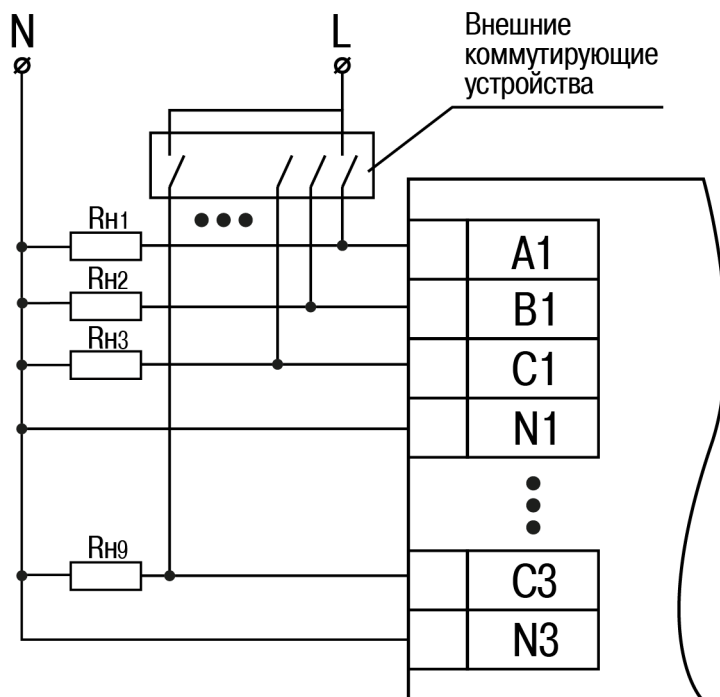 N
L
Внешние
коммутирующие
устройства
Rн1
Rн2
Rн3
Rн9
A1
B1
C1
N1
C3
N3